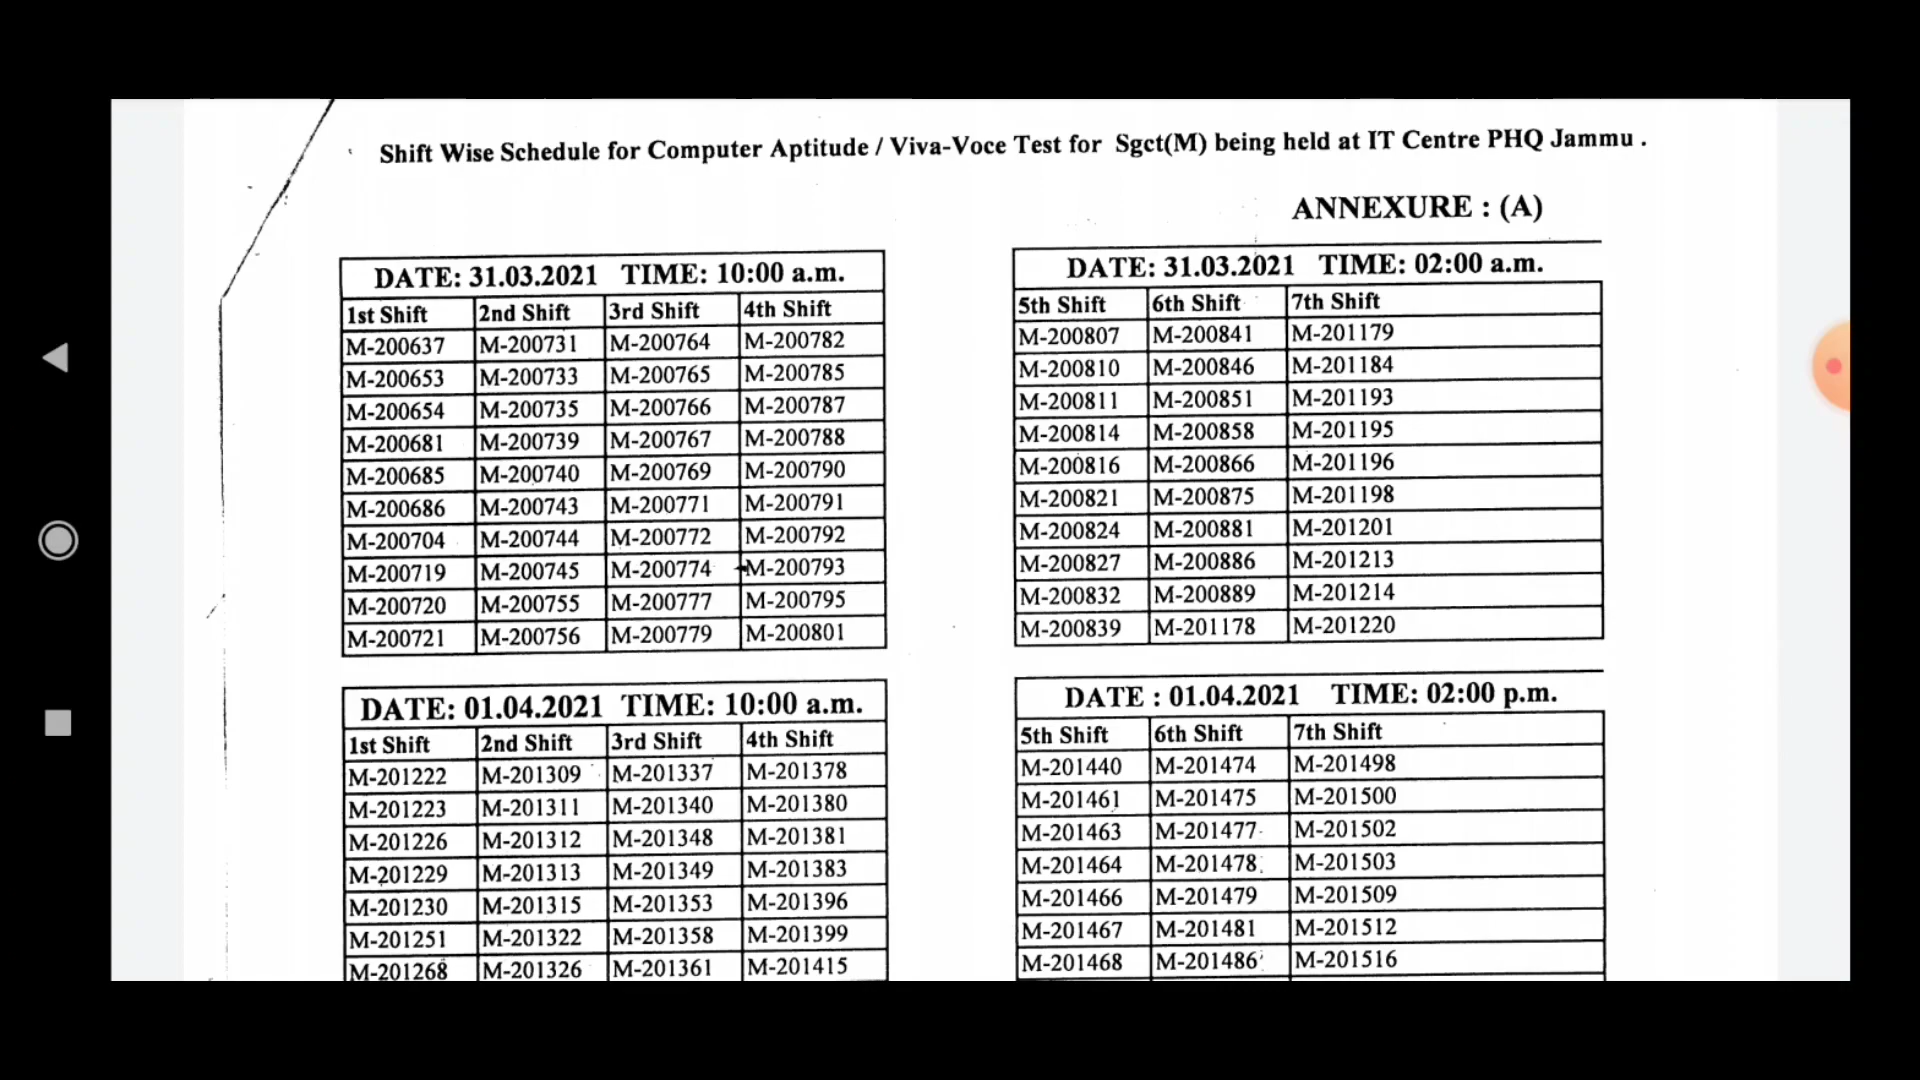 Shift Wise Schedule for Computer Aptitude / Viva-Voce Test for Sgct(M) being held at IT Centre PHQ Jammu .
ANNEXURE : (A)
DATE: 31.03.2021 TIME: 10:00 a.m.
1st Shift 2nd Shift 3rd Shift 4th Shift
M-200637 M-200731 M-200764 M-200782
M-200653 M-200733 M-200765 M-200785
M-200654 M-200735 M-200766 M-200787
M-200681 M-200739 M-200767 M-200788
M-200685 M-200740 M-200769 M-200790
M-200686 M-200743 M-200771 M-200791
M-200704 M-200744 M-200772 M-200792
M-200719 M-200745 M-200774 M-200793
M-200720 M-200755 M-200777 M-200795
M-200721 M-200756 M-200779 M-200801
DATE: 31.03.2021 TIME: 02:00 a.m.
5th Shift 6th Shift 7th Shift
M-200807 M-200841 M-201179
M-200810 M-200846 M-201184
M-200811 M-200851 M-201193
M-200814 M-200858 M-201195
M-200816 M-200866 M-201196
M-200821 M-200875 M-201198
M-200824 M-200881 M-201201
M-200827 M-200886 M-201213
M-200832 M-200889 M-201214
M-200839 M-201178 M-201220
DATE: 01.04.2021 TIME: 10:00 a.m.
1st Shift 2nd Shift 3rd Shift 4th Shift
M-201222 M-201309 M-201337 M-201378
M-201223 M-201311 M-201340 M-201380
M-201226 M-201312 M-201348 M-201381
M-201229 M-201313 M-201349 M-201383
M-201230 M-201315 M-201353 M-201396
M-201251 M-201322 M-201358 M-201399
M-201268 M-201326 M-201361 M-201415
DATE : 01.04.2021 TIME: 02:00 p.m.
5th Shift 6th Shift 7th Shift
M-201440 M-201474 M-201498
M-201461 M-201475 M-201500
M-201463 M-201477 M-201502
M-201464 M-201478 M-201503
M-201466 M-201479 M-201509
M-201467 M-201481 M-201512
M-201468 M-201486 M-201516